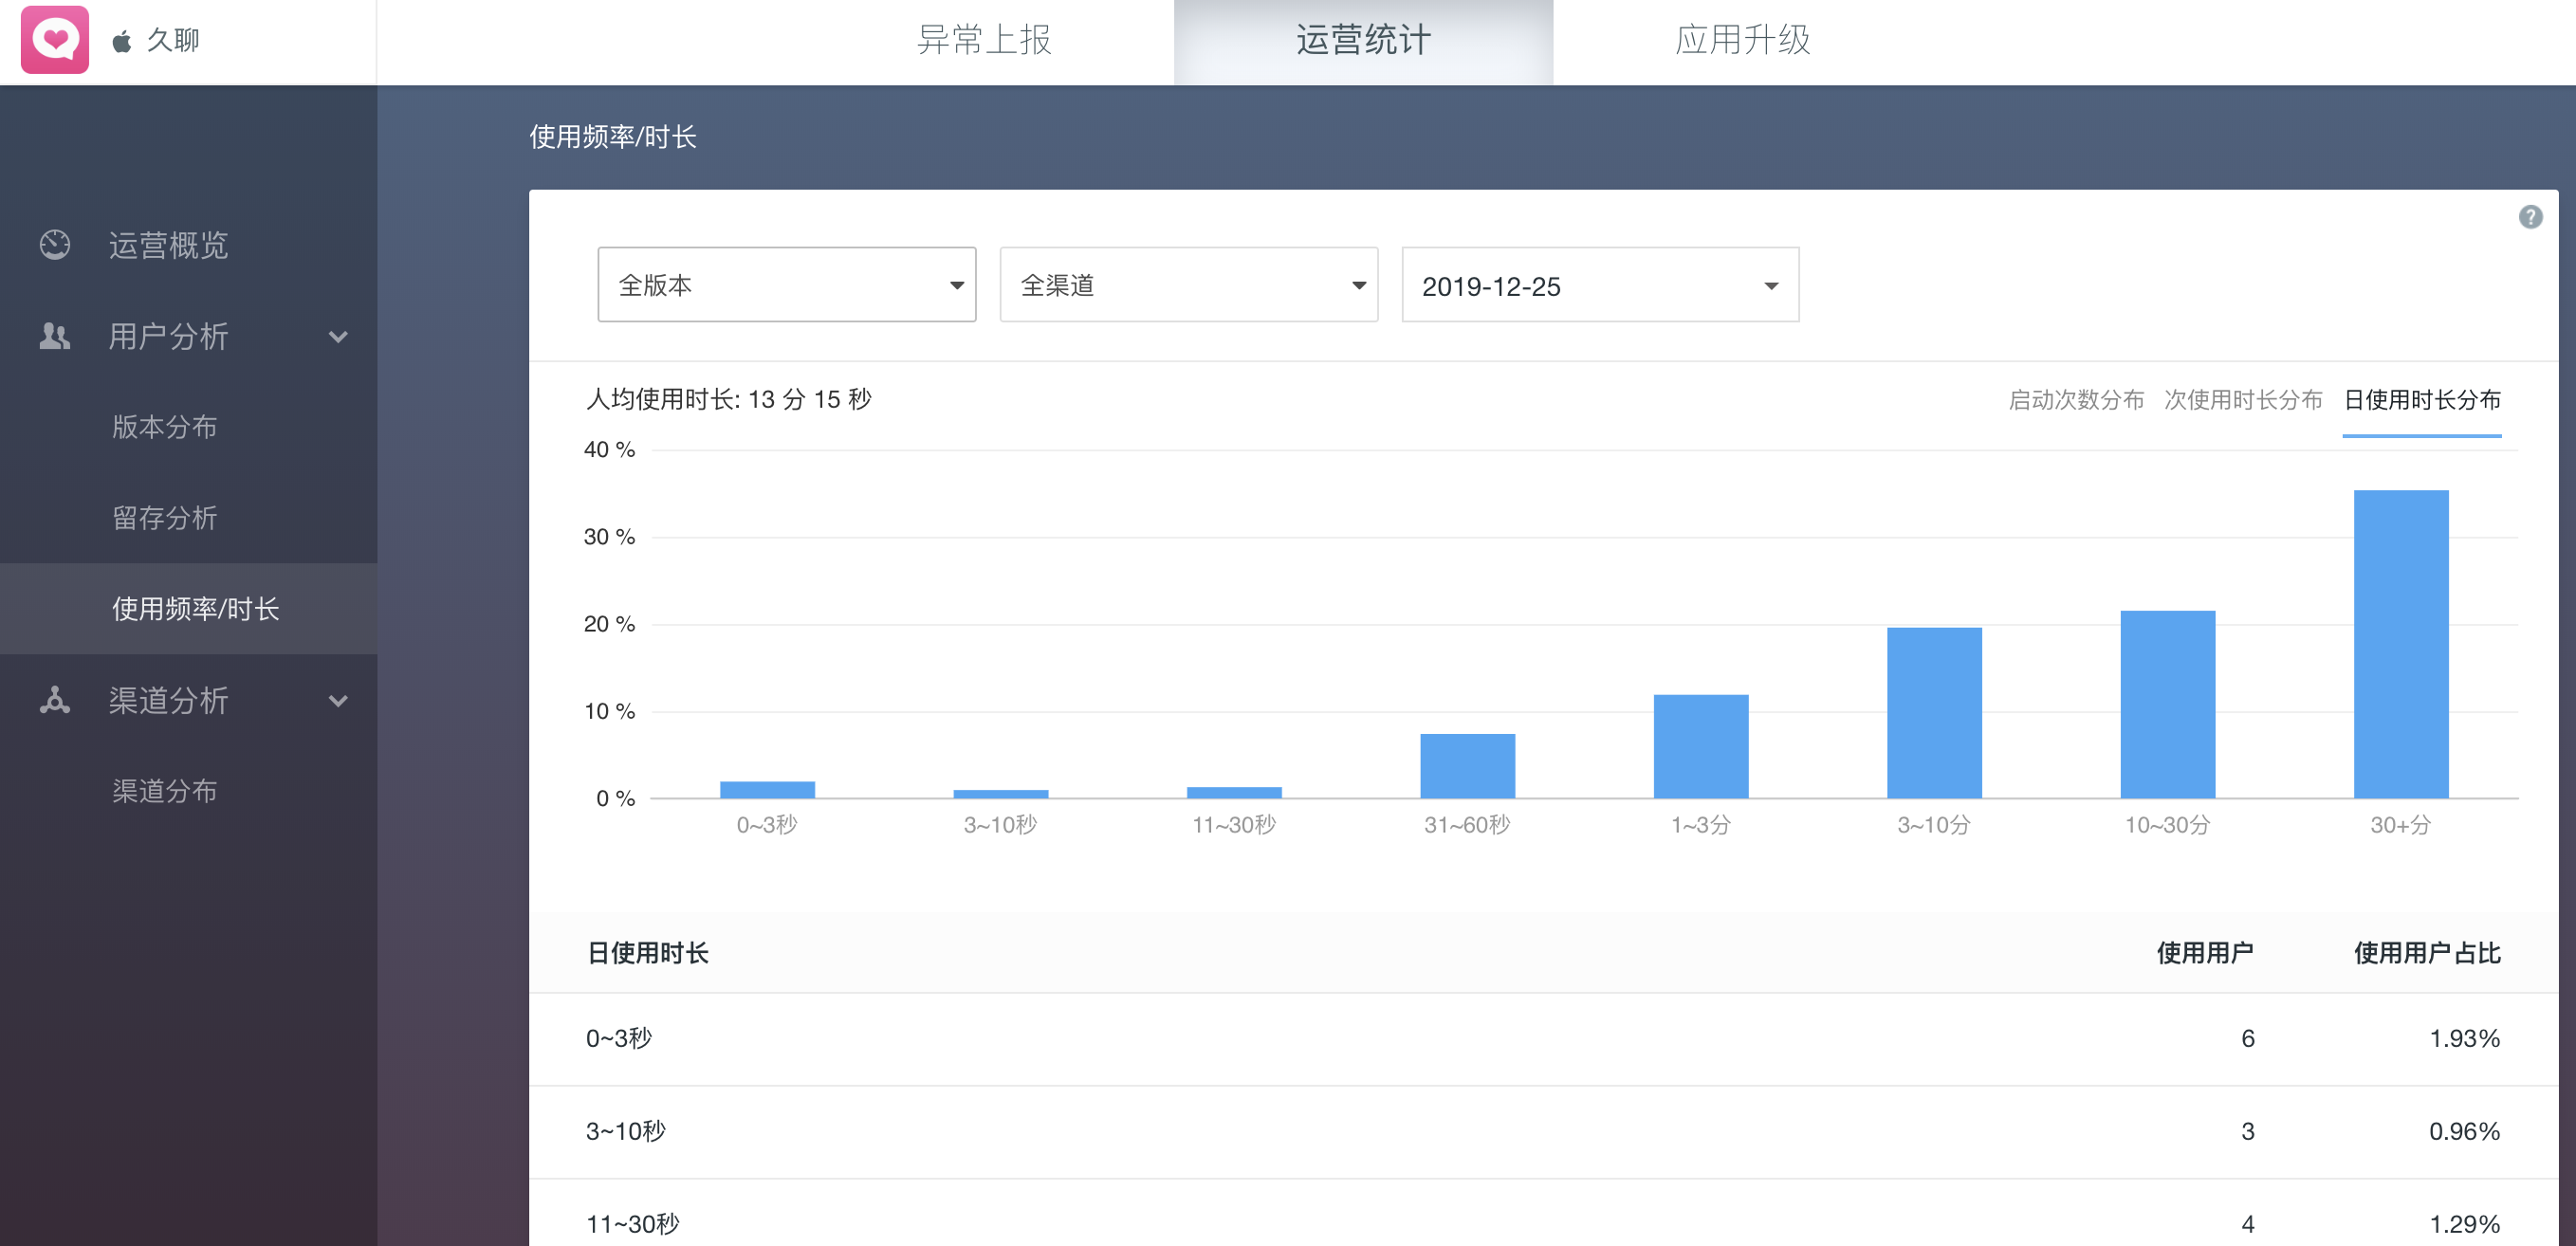 久聊
异常上报
运营统计
应用升级
使用频率/时长
运营概览
用户分析
版本分布
留存分析
使用频率/时长
渠道分析
渠道分布
?
全版本
全渠道
2019-12-25
人均使用时长: 13 分 15 秒
启动次数分布 次使用时长分布 日使用时长分布
40 %
30 %
20 %
10 %
0 %
0~3秒 3~10秒 11~30秒 31~60秒 1~3分 3~10分 10~30分 30+分
日使用时长 使用用户 使用用户占比
0~3秒 6 1.93%
3~10秒 3 0.96%
11~30秒 4 1.29%